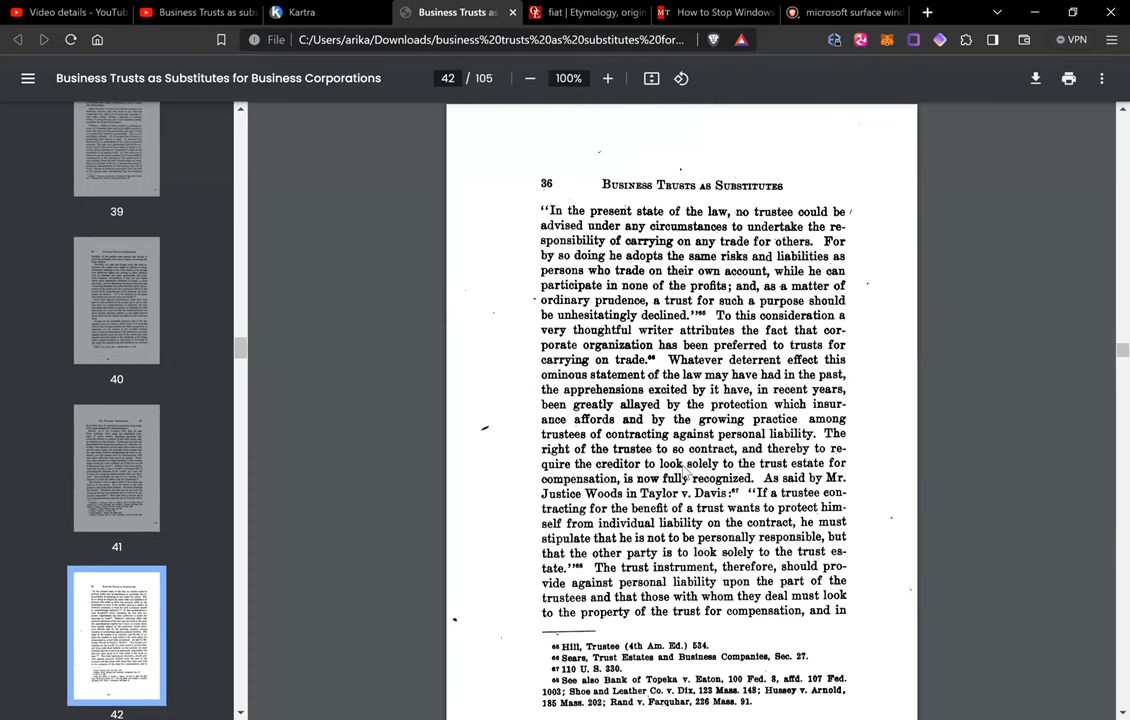 Video details - YouTub
Business Trusts as sub
Kartra
Business Trusts as
fiat | Etymology, origin
How to Stop Windows
microsoft surface wind
File
C:/Users/arika/Downloads/business%20trusts%20as%20substitutes%20for...
VPN
Business Trusts as Substitutes for Business Corporations
42 / 105
100%
39
40
41
42
36 BUSINESS TRUSTS AS SUBSTITUTES
“In the present state of the law, no trustee could be
advised under any circumstances to undertake the re-
sponsibility of carrying on any trade for others. For
by so doing he adopts the same risks and liabilities as
persons who trade on their own account, while he can
participate in none of the profits; and, as a matter of
ordinary prudence, a trust for such a purpose should
be unhesitatingly declined.”⁶⁵ To this consideration a
very thoughtful writer attributes the fact that cor-
porate organization has been preferred to trusts for
carrying on trade.⁶⁶ Whatever deterrent effect this
ominous statement of the law may have had in the past,
the apprehensions excited by it have, in recent years,
been greatly allayed by the protection which insur-
ance affords and by the growing practice among
trustees of contracting against personal liability. The
right of the trustee to so contract, and thereby to re-
quire the creditor to look solely to the trust estate for
compensation, is now fully recognized. As said by Mr.
Justice Woods in Taylor v. Davis:⁶⁷ “If a trustee con-
tracting for the benefit of a trust wants to protect him-
self from individual liability on the contract, he must
stipulate that he is not to be personally responsible, but
that the other party is to look solely to the trust es-
tate.”⁶⁸ The trust instrument, therefore, should pro-
vide against personal liability upon the part of the
trustees and that those with whom they deal must look
to the property of the trust for compensation, and in
⁶⁵ Hill, Trustee (4th Am. Ed.) 534.
⁶⁶ Sears, Trust Estates and Business Companies, Sec. 27.
⁶⁷ 110 U. S. 330.
⁶⁸ See also Bank of Topeka v. Eaton, 100 Fed. 8, affd. 107 Fed.
1003; Shoe and Leather Co. v. Dix, 123 Mass. 148; Hussey v. Arnold,
185 Mass. 202; Rand v. Farquhar, 226 Mass. 91.